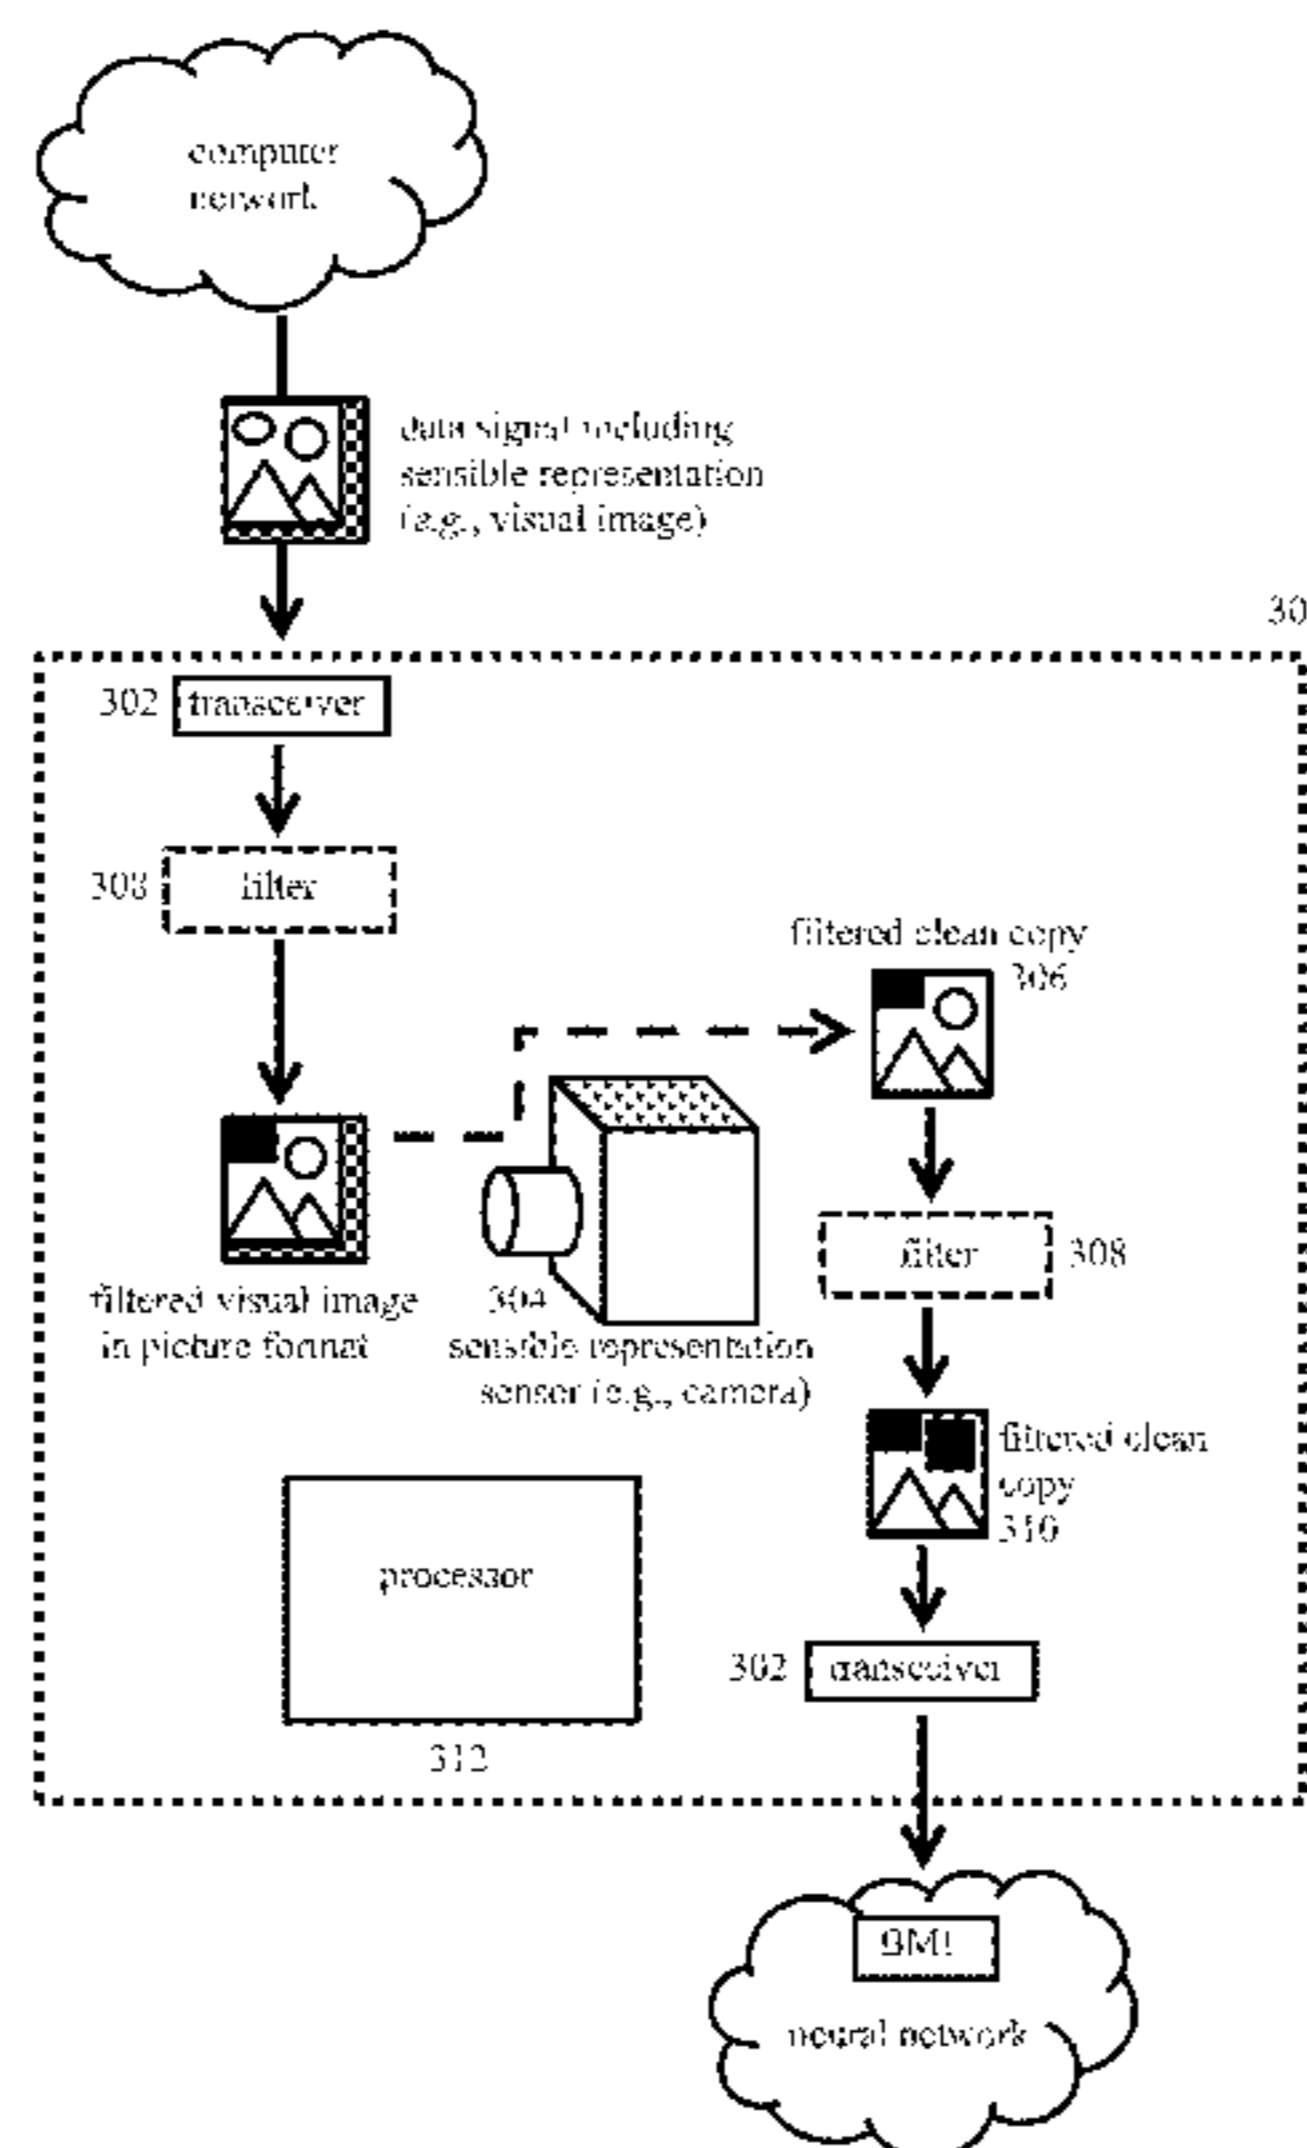 computer
network
data signal including
sensible representation
(e.g., visual image)
30
302 transceiver
308 filter
filtered clean copy
306
filter 308
filtered visual image
in picture format
304
sensible representation
sensor (e.g., camera)
filtered clean
copy
310
processor
302 transceiver
312
BMI
neural network